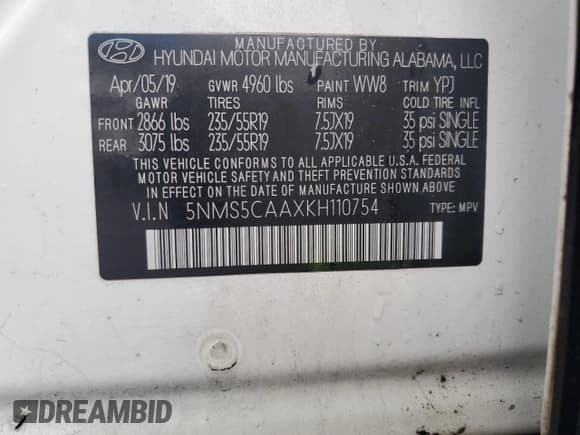 MANUFACTURED BY
HYUNDAI MOTOR MANUFACTURING ALABAMA, LLC
Apr/05/19 GVWR 4960 lbs PAINT WW8 TRIM YPJ
GAWR TIRES RIMS COLD TIRE INFL
FRONT 2866 lbs 235/55R19 7.5JX19 35 psi SINGLE
REAR 3075 lbs 235/55R19 7.5JX19 35 psi SINGLE
THIS VEHICLE CONFORMS TO ALL APPLICABLE U.S.A. FEDERAL
MOTOR VEHICLE SAFETY AND THEFT PREVENTION STANDARDS
IN EFFECT ON THE DATE OF MANUFACTURE SHOWN ABOVE.
V.I.N 5NMS5CAAXKH110754 TYPE: MPV
DREAMBID